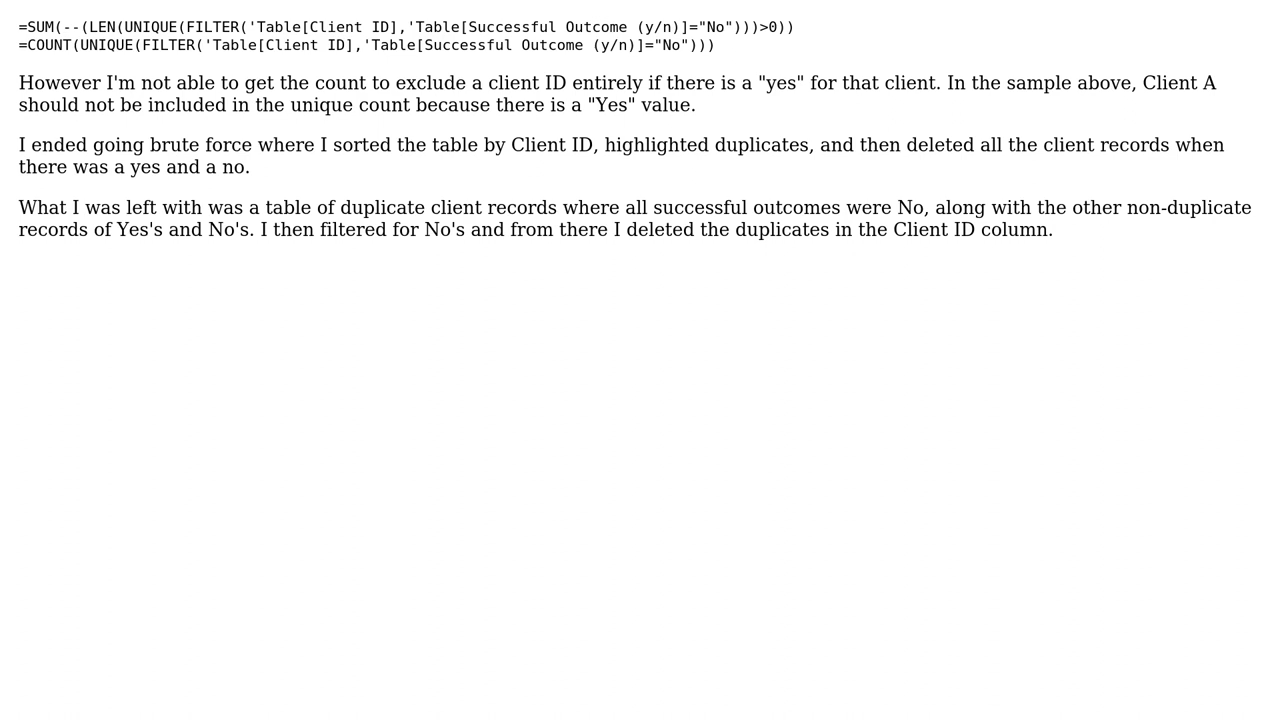 =SUM(--(LEN(UNIQUE(FILTER('Table[Client ID],'Table[Successful Outcome (y/n)]="No")))>0))
=COUNT(UNIQUE(FILTER('Table[Client ID],'Table[Successful Outcome (y/n)]="No")))
However I'm not able to get the count to exclude a client ID entirely if there is a "yes" for that client. In the sample above, Client A
should not be included in the unique count because there is a "Yes" value.
I ended going brute force where I sorted the table by Client ID, highlighted duplicates, and then deleted all the client records when
there was a yes and a no.
What I was left with was a table of duplicate client records where all successful outcomes were No, along with the other non-duplicate
records of Yes's and No's. I then filtered for No's and from there I deleted the duplicates in the Client ID column.